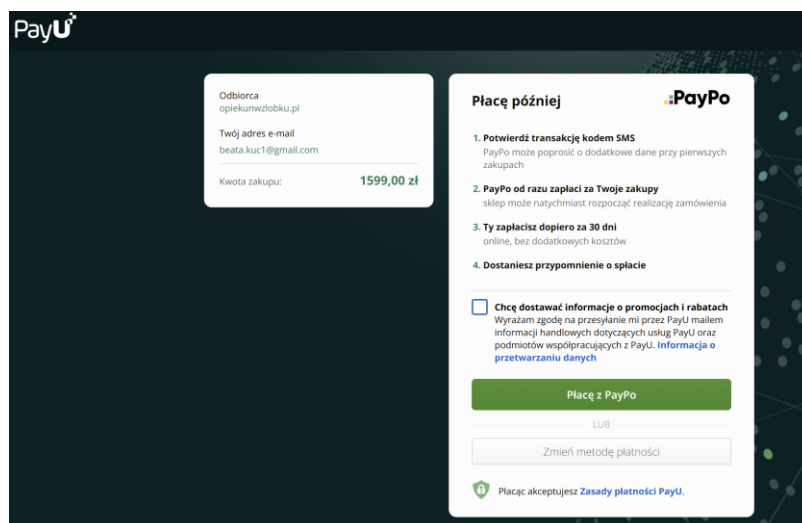 PayU
Odbiorca
opiekunwzlobku.pl
Twój adres e-mail
beata.kuc1@gmail.com
Kwota zakupu: 1599,00 zł
Płacę później
PayPo
1. Potwierdź transakcję kodem SMS
PayPo może poprosić o dodatkowe dane przy pierwszych
zakupach
2. PayPo od razu zapłaci za Twoje zakupy
sklep może natychmiast rozpocząć realizację zamówienia
3. Ty zapłacisz dopiero za 30 dni
online, bez dodatkowych kosztów
4. Dostaniesz przypomnienie o spłacie
Chcę dostawać informacje o promocjach i rabatach
Wyrażam zgodę na przesyłanie mi przez PayU mailem
informacji handlowych dotyczących usług PayU oraz
podmiotów współpracujących z PayU. Informacja o
przetwarzaniu danych
Płacę z PayPo
LUB
Zmień metodę płatności
Płacąc akceptujesz Zasady płatności PayU.